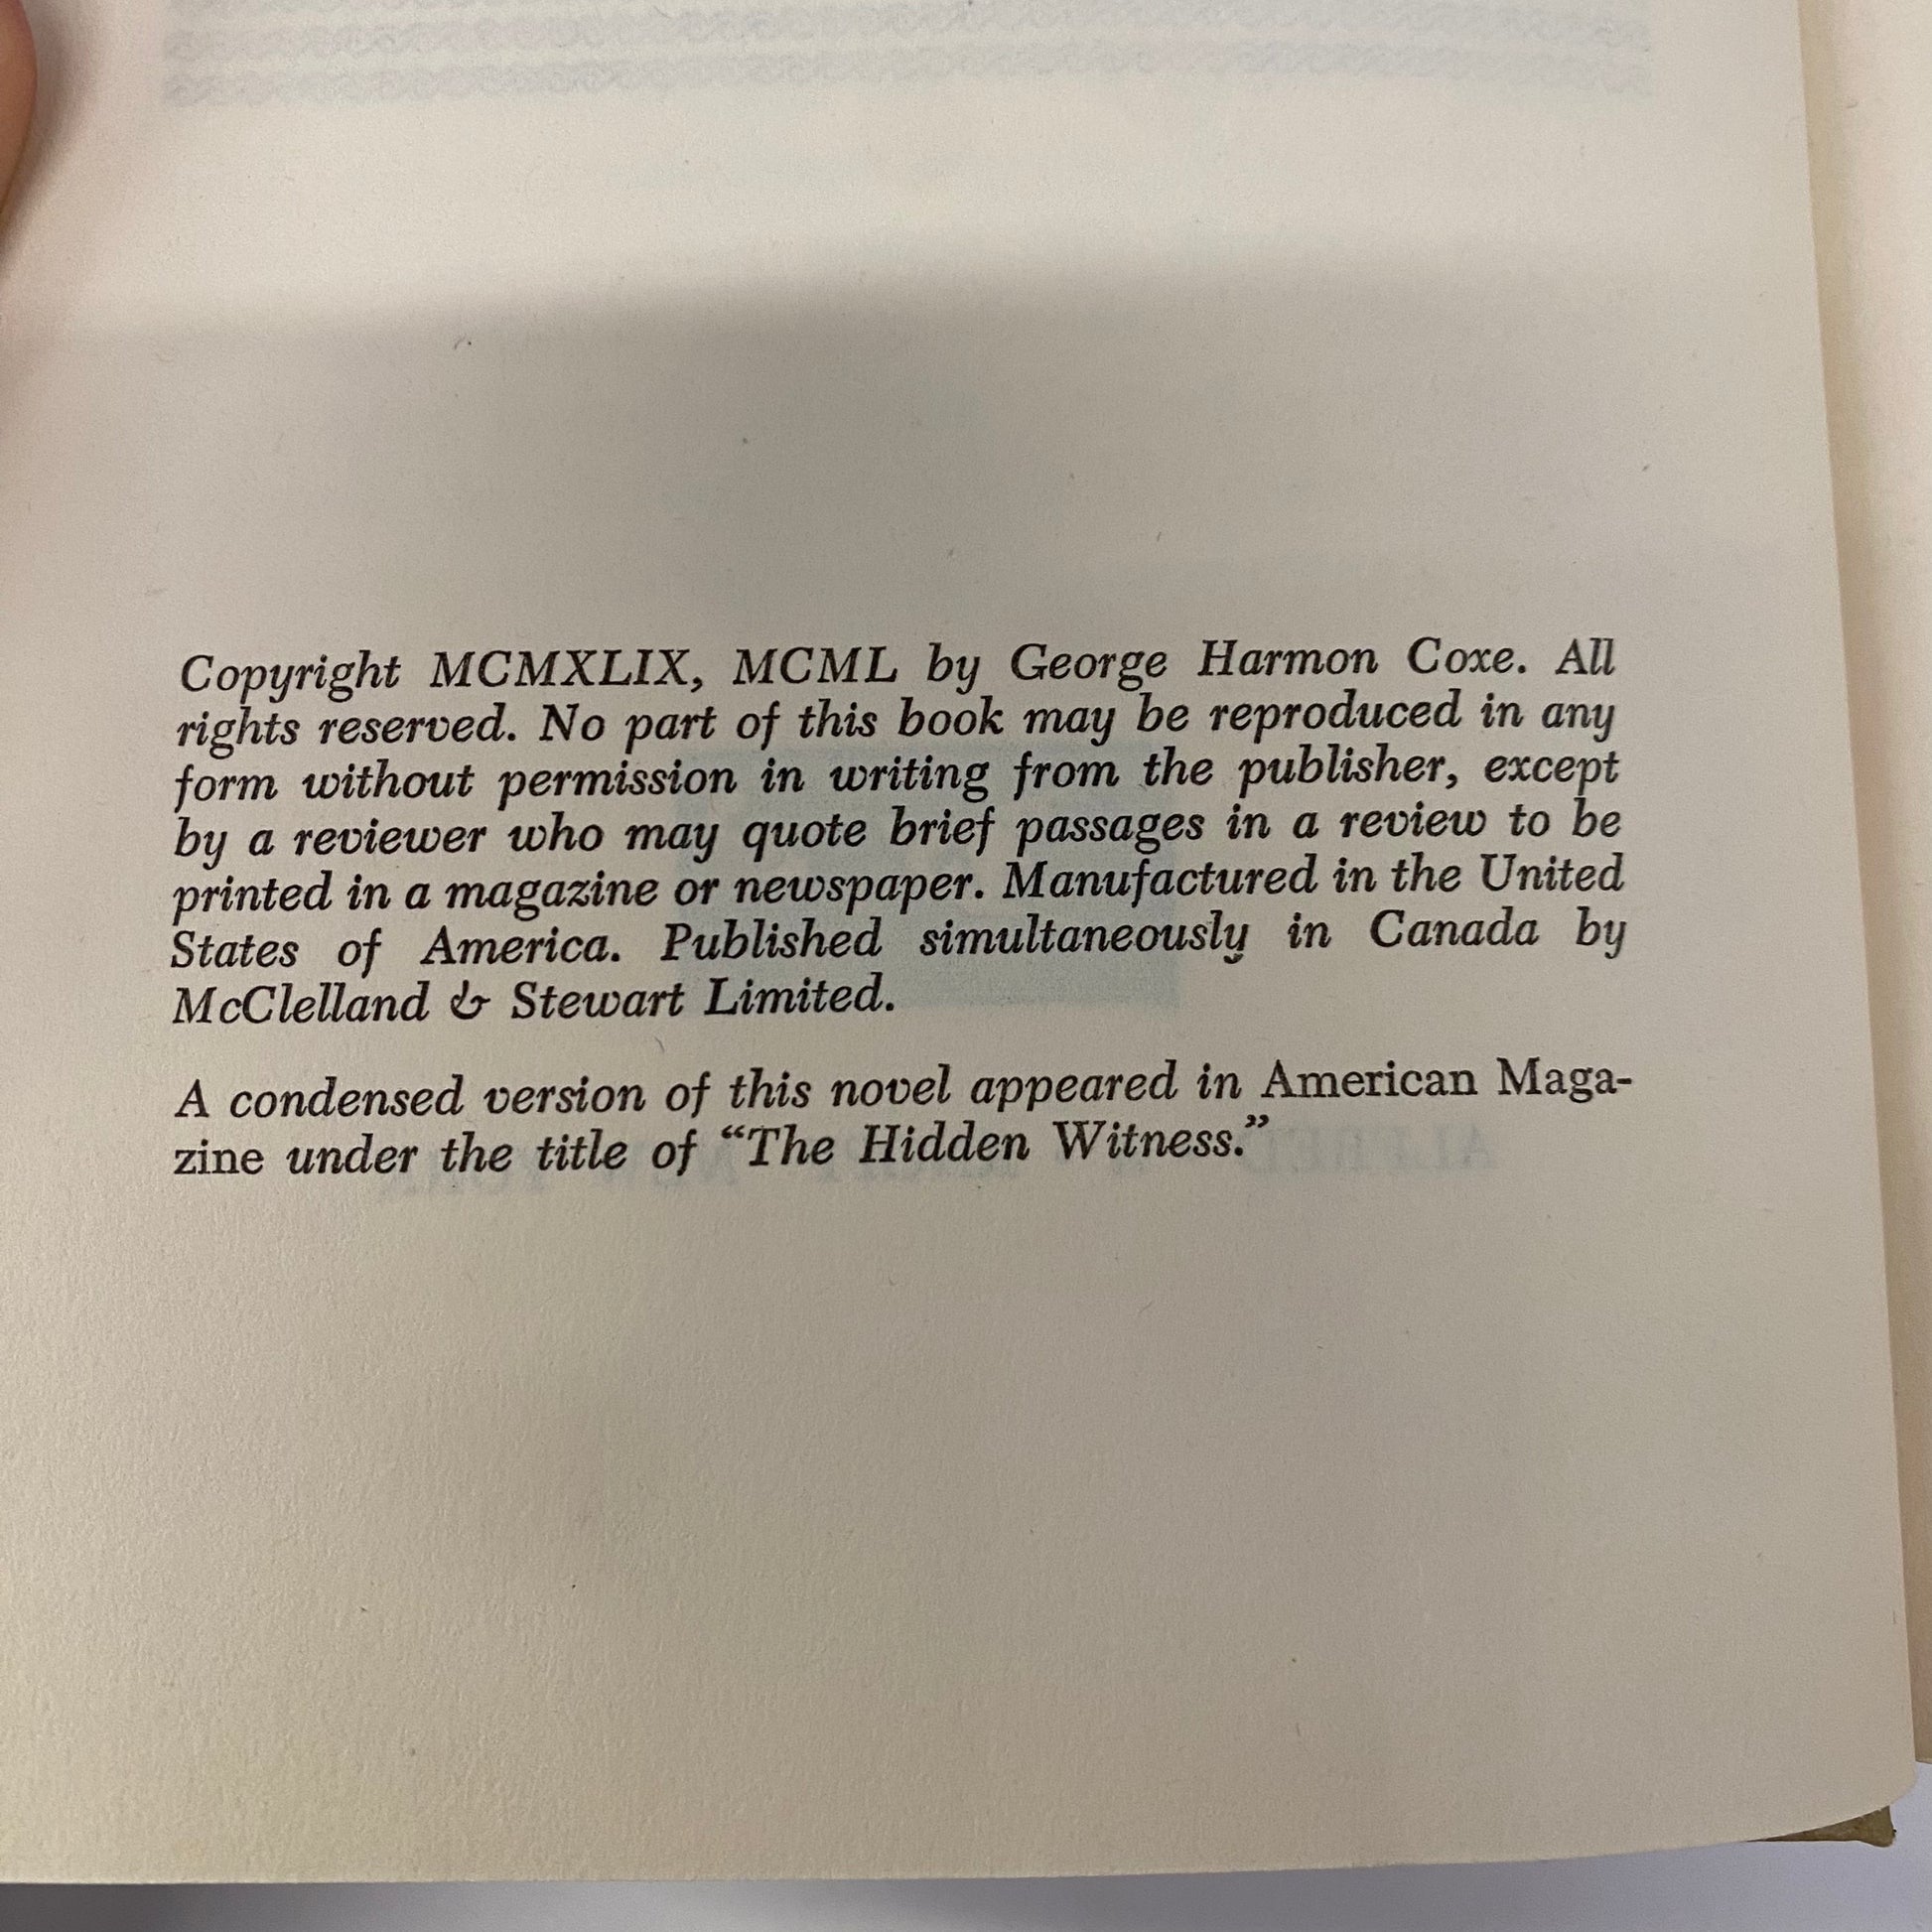 Copyright MCMXLIX, MCML by George Harmon Coxe. All
rights reserved. No part of this book may be reproduced in any
form without permission in writing from the publisher, except
by a reviewer who may quote brief passages in a review to be
printed in a magazine or newspaper. Manufactured in the United
States of America. Published simultaneously in Canada by
McClelland & Stewart Limited.
A condensed version of this novel appeared in American Maga-
zine under the title of “The Hidden Witness.”